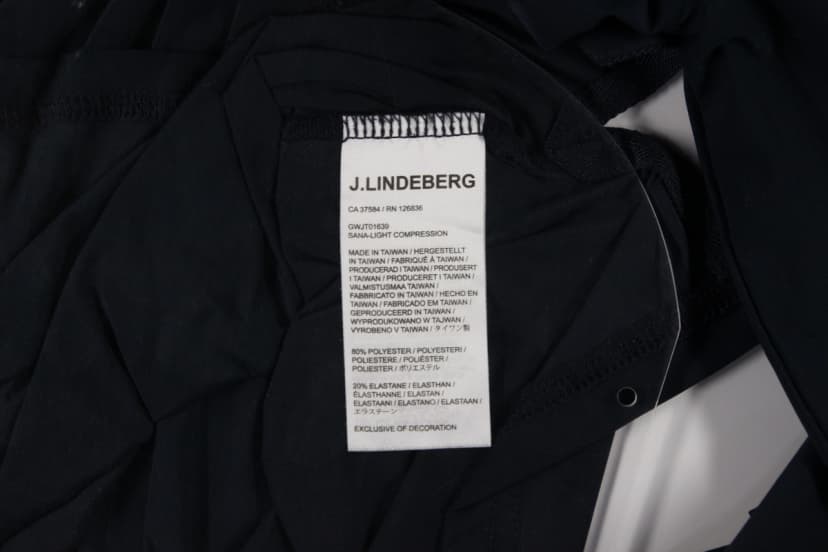 J.LINDEBERG
CA 37584 / RN 126836
GWJT01639
SANA-LIGHT COMPRESSION
MADE IN TAIWAN / HERGESTELLT
IN TAIWAN / FABRIQUÉ À TAIWAN /
PRODUCERAD I TAIWAN / PRODUSERT
I TAIWAN / PRODUCERET I TAIWAN /
VALMISTUSMAA TAIWAN /
FABBRICATO IN TAIWAN / HECHO EN
TAIWAN / FABRICADO EM TAIWAN /
GEPRODUCEERD IN TAIWAN /
WYPRODUKOWANO W TAJWAN /
VYROBENO V TAIWAN / タイワン製
80% POLYESTER / POLYESTERI /
POLIESTERE / POLIÉSTER /
POLIESTER / ポリエステル
20% ELASTANE / ELASTHAN /
ÉLASTHANNE / ELASTAN /
ELASTAANI / ELASTANO / ELASTAAN /
エラステーン
EXCLUSIVE OF DECORATION